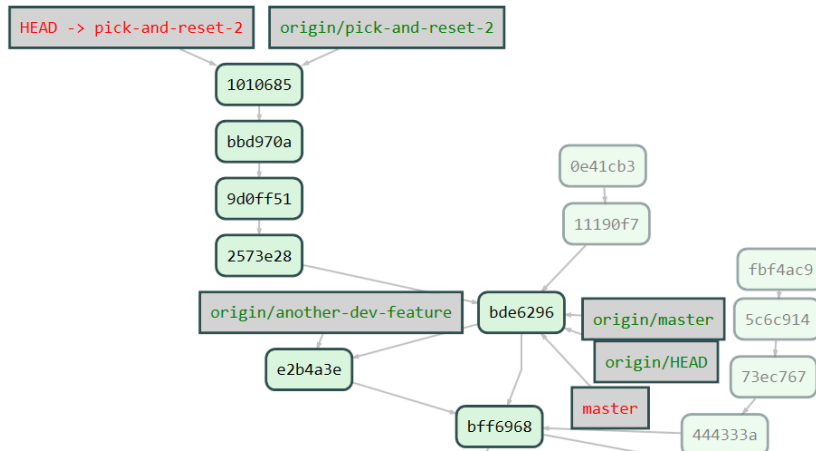 HEAD -> pick-and-reset-2
origin/pick-and-reset-2
1010685
bbd970a
0e41cb3
9d0ff51
11190f7
2573e28
fbf4ac9
origin/another-dev-feature
bde6296
origin/master
5c6c914
origin/HEAD
e2b4a3e
73ec767
master
bff6968
444333a